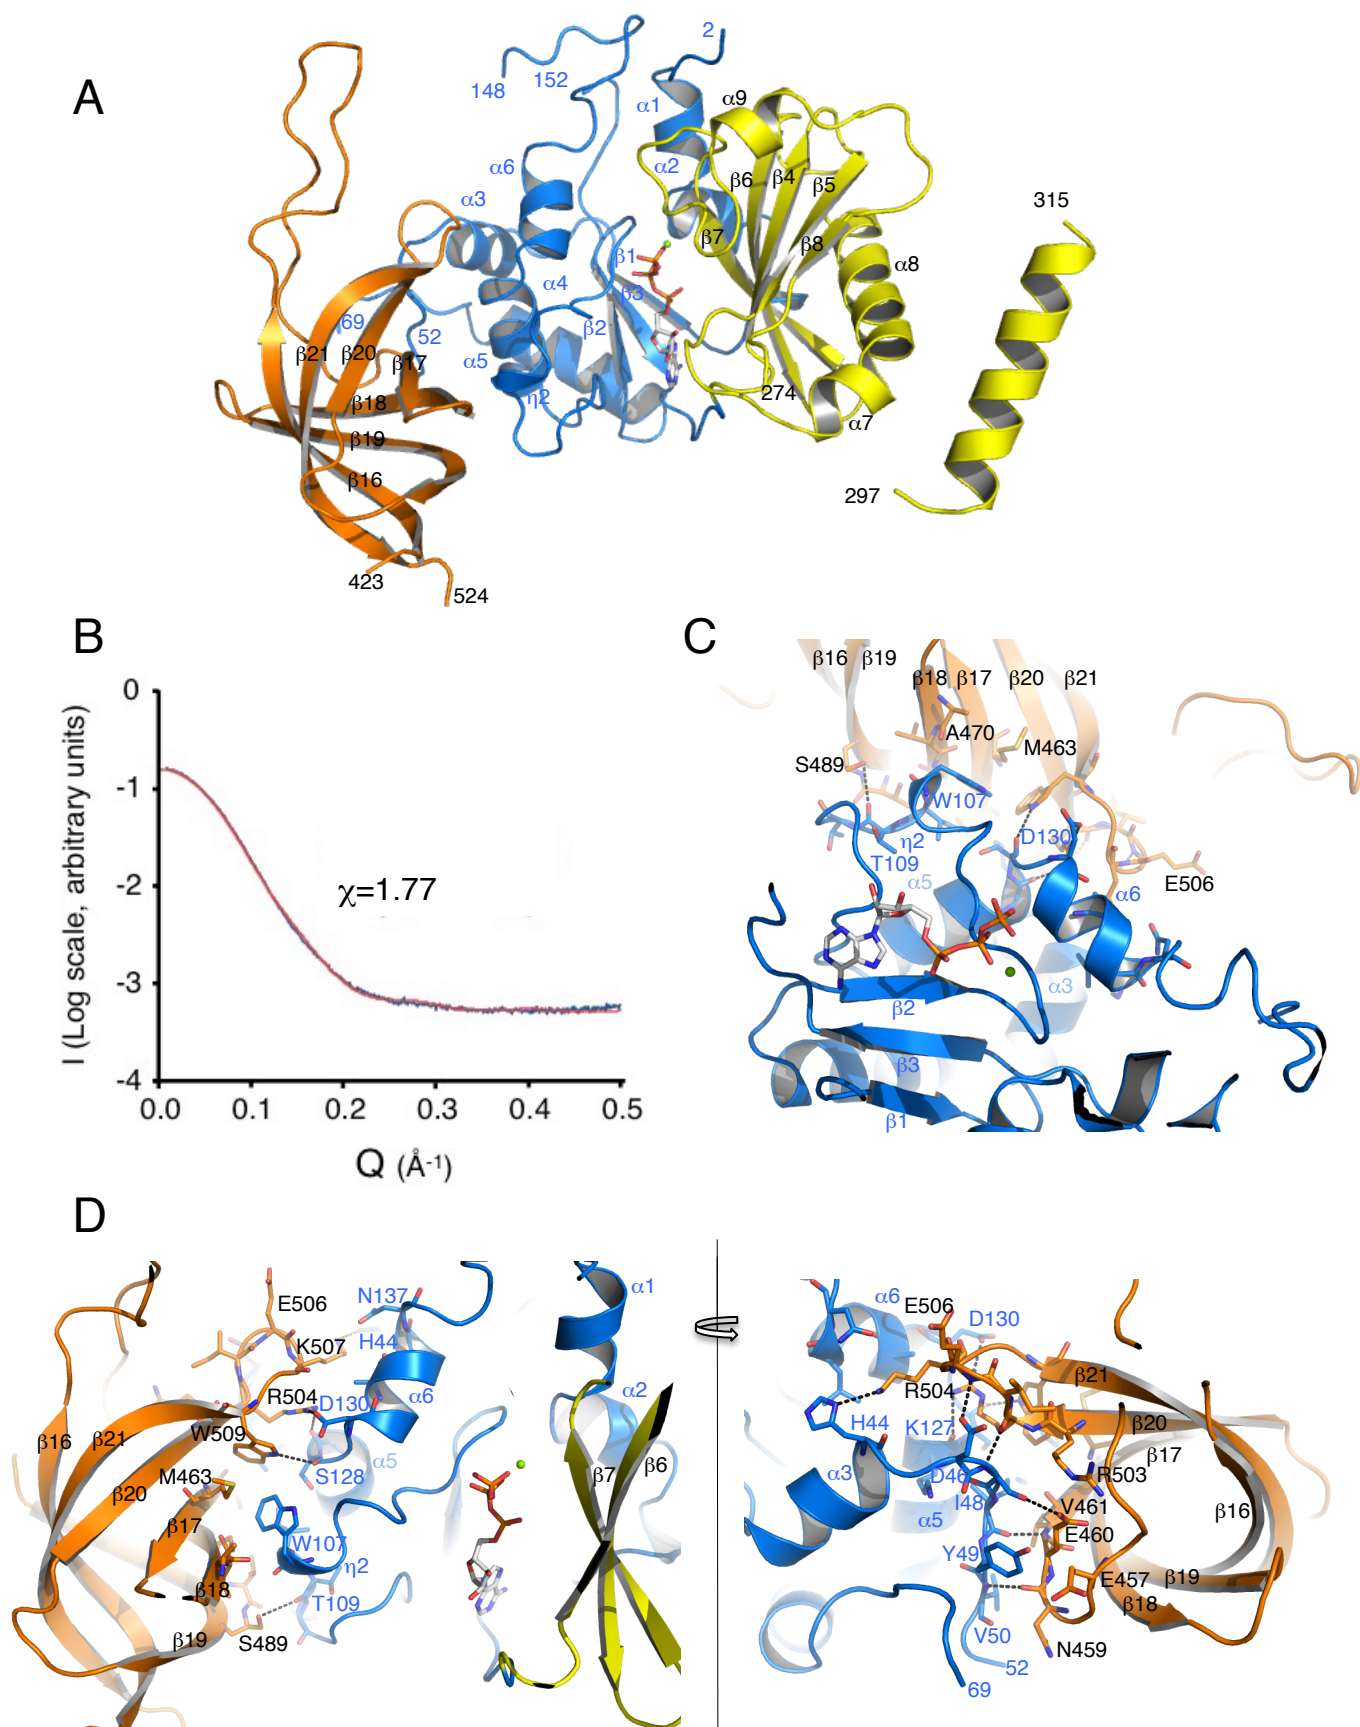 A
2
148
152
α1
α9
α6
α2
β6
β4
β5
α3
315
β7
β8
β1
α8
α4
β3
69
52
β2
β21
β20
β17
α5
274
β18
η2
α7
β19
β16
297
423
524
B
0
-1
-2
-3
-4
I (Log scale, arbitrary units)
χ=1.77
0.0 0.1 0.2 0.3 0.4 0.5
Q (Å-1)
C
β16 β19
β18 β17 β20 β21
A470
M463
S489
W107
D130
η2
T109
α5
E506
α6
α3
β2
β3
β1
D
E506
N137
α1
K507
H44
R504
D130
α6
α2
W509
β16
β21
S128
α5
β7
β6
M463
β20
β17
W107
η2
β18
T109
β19
S489
α6
E506
D130
β21
R504
H44
K127
β20
β17
α3
D46
R503
I48
V461
β16
α5
E460
Y49
E457
β19
β18
V50
N459
52
69